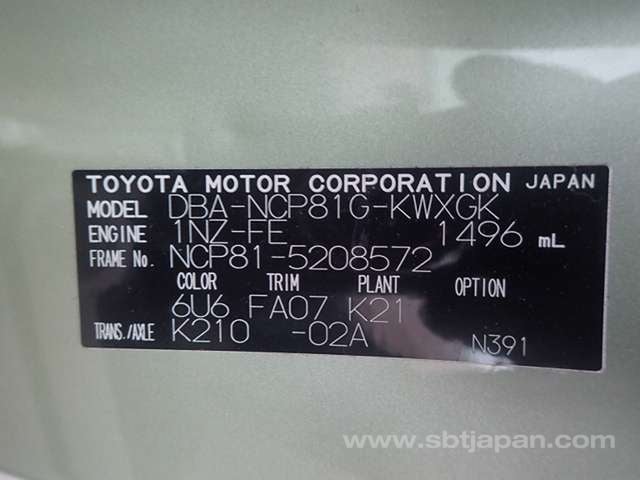 TOYOTA MOTOR CORPORATION JAPAN
MODEL DBA-NCP81G-KWXGK
ENGINE 1NZ-FE 1496 mL
FRAME No. NCP81-5208572
COLOR TRIM PLANT OPTION
6U6 FA07 K21
TRANS./AXLE K210 -02A N391
www.sbtjapan.com